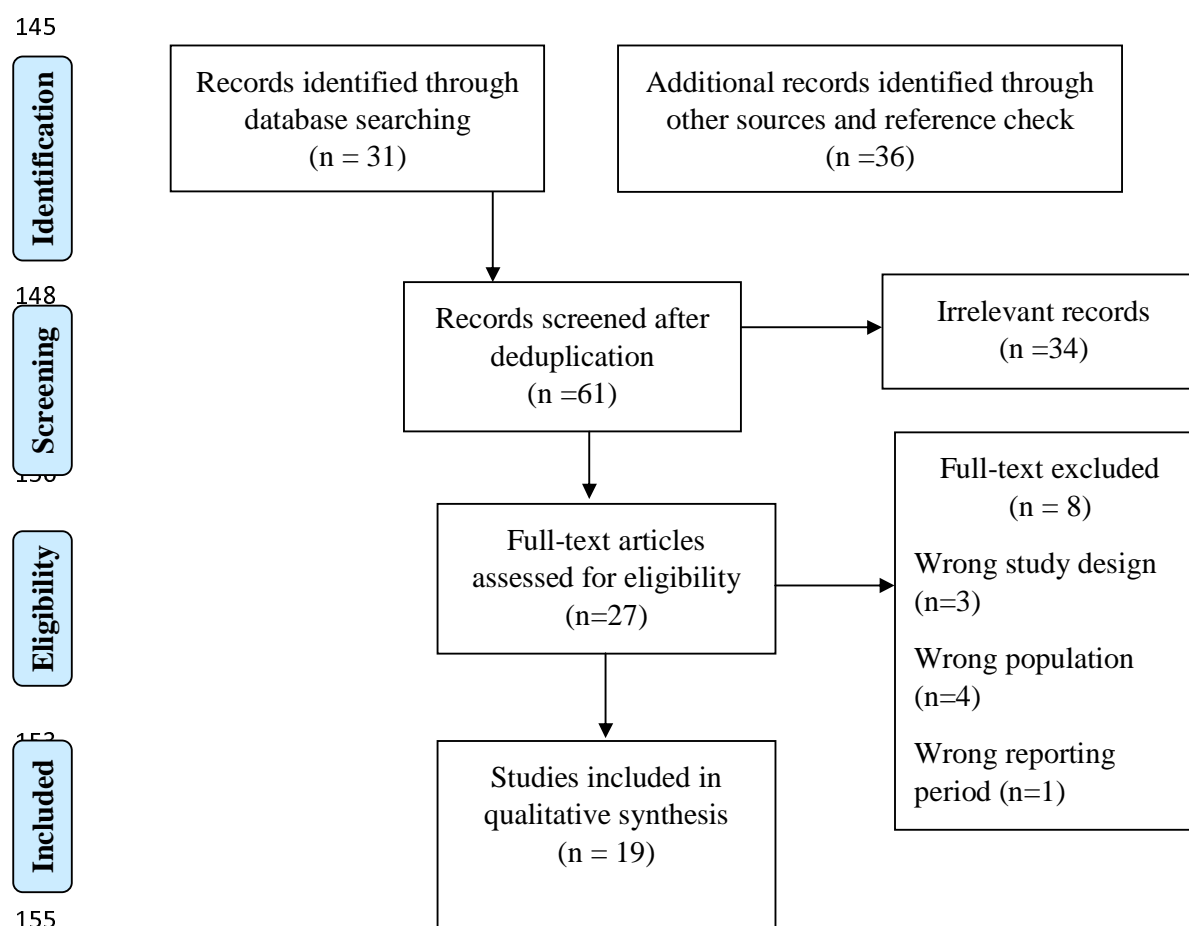 145
Identification
Records identified through
database searching
(n = 31)
Additional records identified through
other sources and reference check
(n =36)
148
Screening
Records screened after
deduplication
(n =61)
Irrelevant records
(n =34)
Eligibility
Full-text articles
assessed for eligibility
(n=27)
Full-text excluded
(n = 8)
Wrong study design
(n=3)
Wrong population
(n=4)
Wrong reporting
period (n=1)
Included
Studies included in
qualitative synthesis
(n = 19)
155